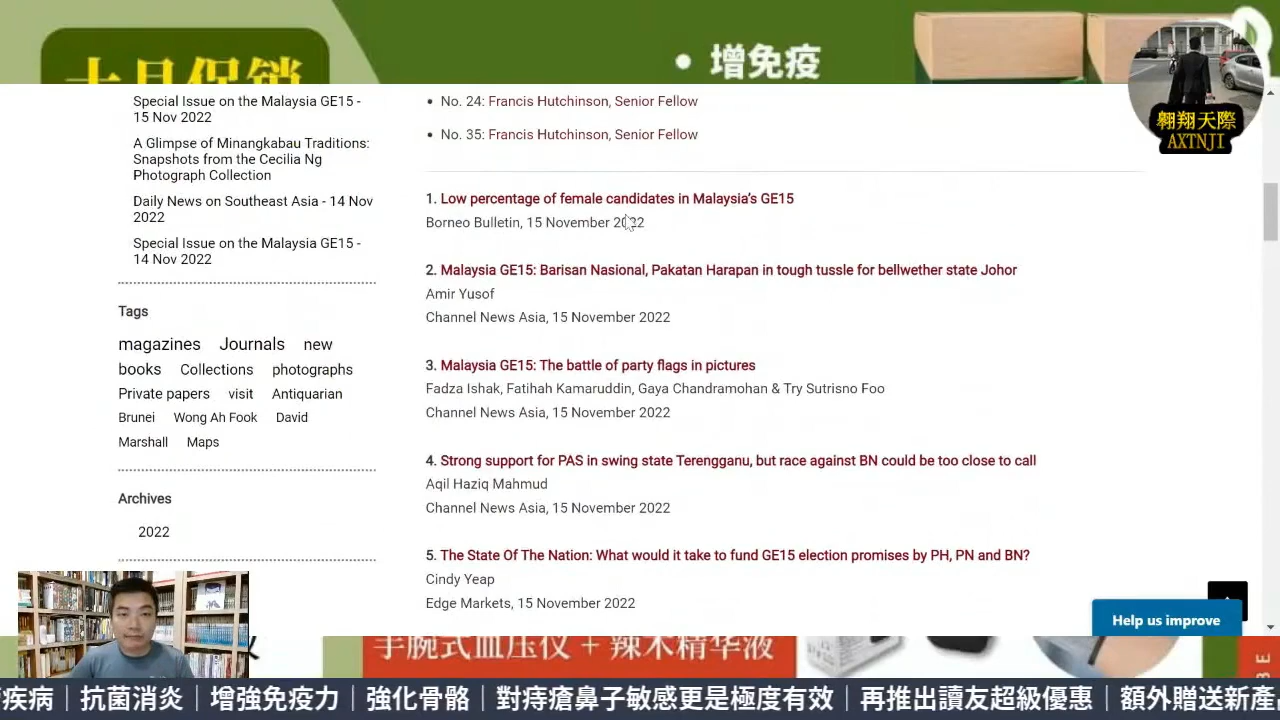 • 增免疫
翱翔天際
AXTNJI
Special Issue on the Malaysia GE15 -
15 Nov 2022
A Glimpse of Minangkabau Traditions:
Snapshots from the Cecilia Ng
Photograph Collection
Daily News on Southeast Asia - 14 Nov
2022
Special Issue on the Malaysia GE15 -
14 Nov 2022
Tags
magazines Journals new
books Collections photographs
Private papers visit Antiquarian
Brunei Wong Ah Fook David
Marshall Maps
Archives
2022
• No. 24: Francis Hutchinson, Senior Fellow
• No. 35: Francis Hutchinson, Senior Fellow
1. Low percentage of female candidates in Malaysia’s GE15
Borneo Bulletin, 15 November 2022
2. Malaysia GE15: Barisan Nasional, Pakatan Harapan in tough tussle for bellwether state Johor
Amir Yusof
Channel News Asia, 15 November 2022
3. Malaysia GE15: The battle of party flags in pictures
Fadza Ishak, Fatihah Kamaruddin, Gaya Chandramohan & Try Sutrisno Foo
Channel News Asia, 15 November 2022
4. Strong support for PAS in swing state Terengganu, but race against BN could be too close to call
Aqil Haziq Mahmud
Channel News Asia, 15 November 2022
5. The State Of The Nation: What would it take to fund GE15 election promises by PH, PN and BN?
Cindy Yeap
Edge Markets, 15 November 2022
Help us improve
手腕式血压仪 + 辣木精华液
疾病｜抗菌消炎｜增強免疫力｜強化骨骼｜對痔瘡鼻子敏感更是極度有效｜再推出讀友超級優惠｜額外贈送新產